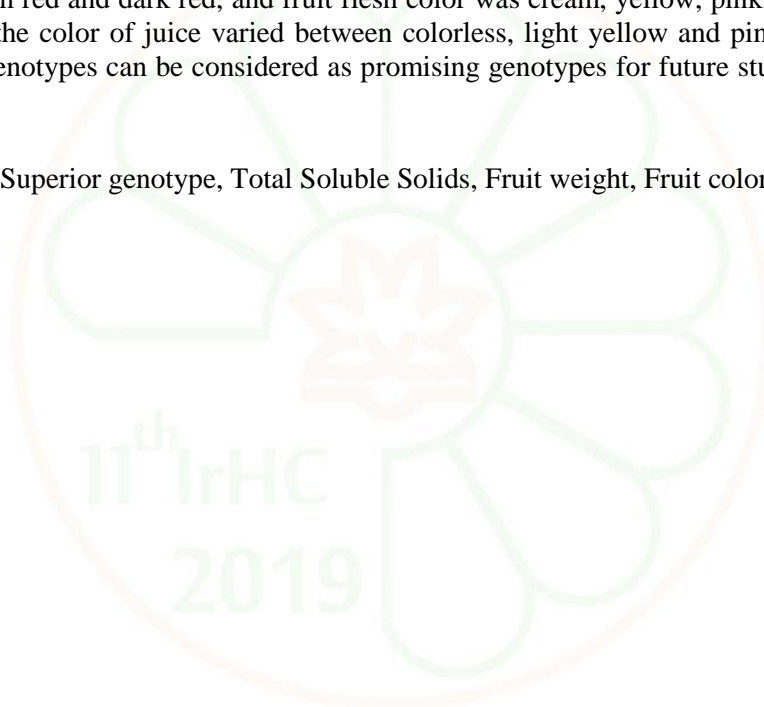 red and dark red, and fruit flesh color was cream, yellow, pink
the color of juice varied between colorless, light yellow and pin
enotypes can be considered as promising genotypes for future stu
Superior genotype, Total Soluble Solids, Fruit weight, Fruit color
11th IrHC
2019